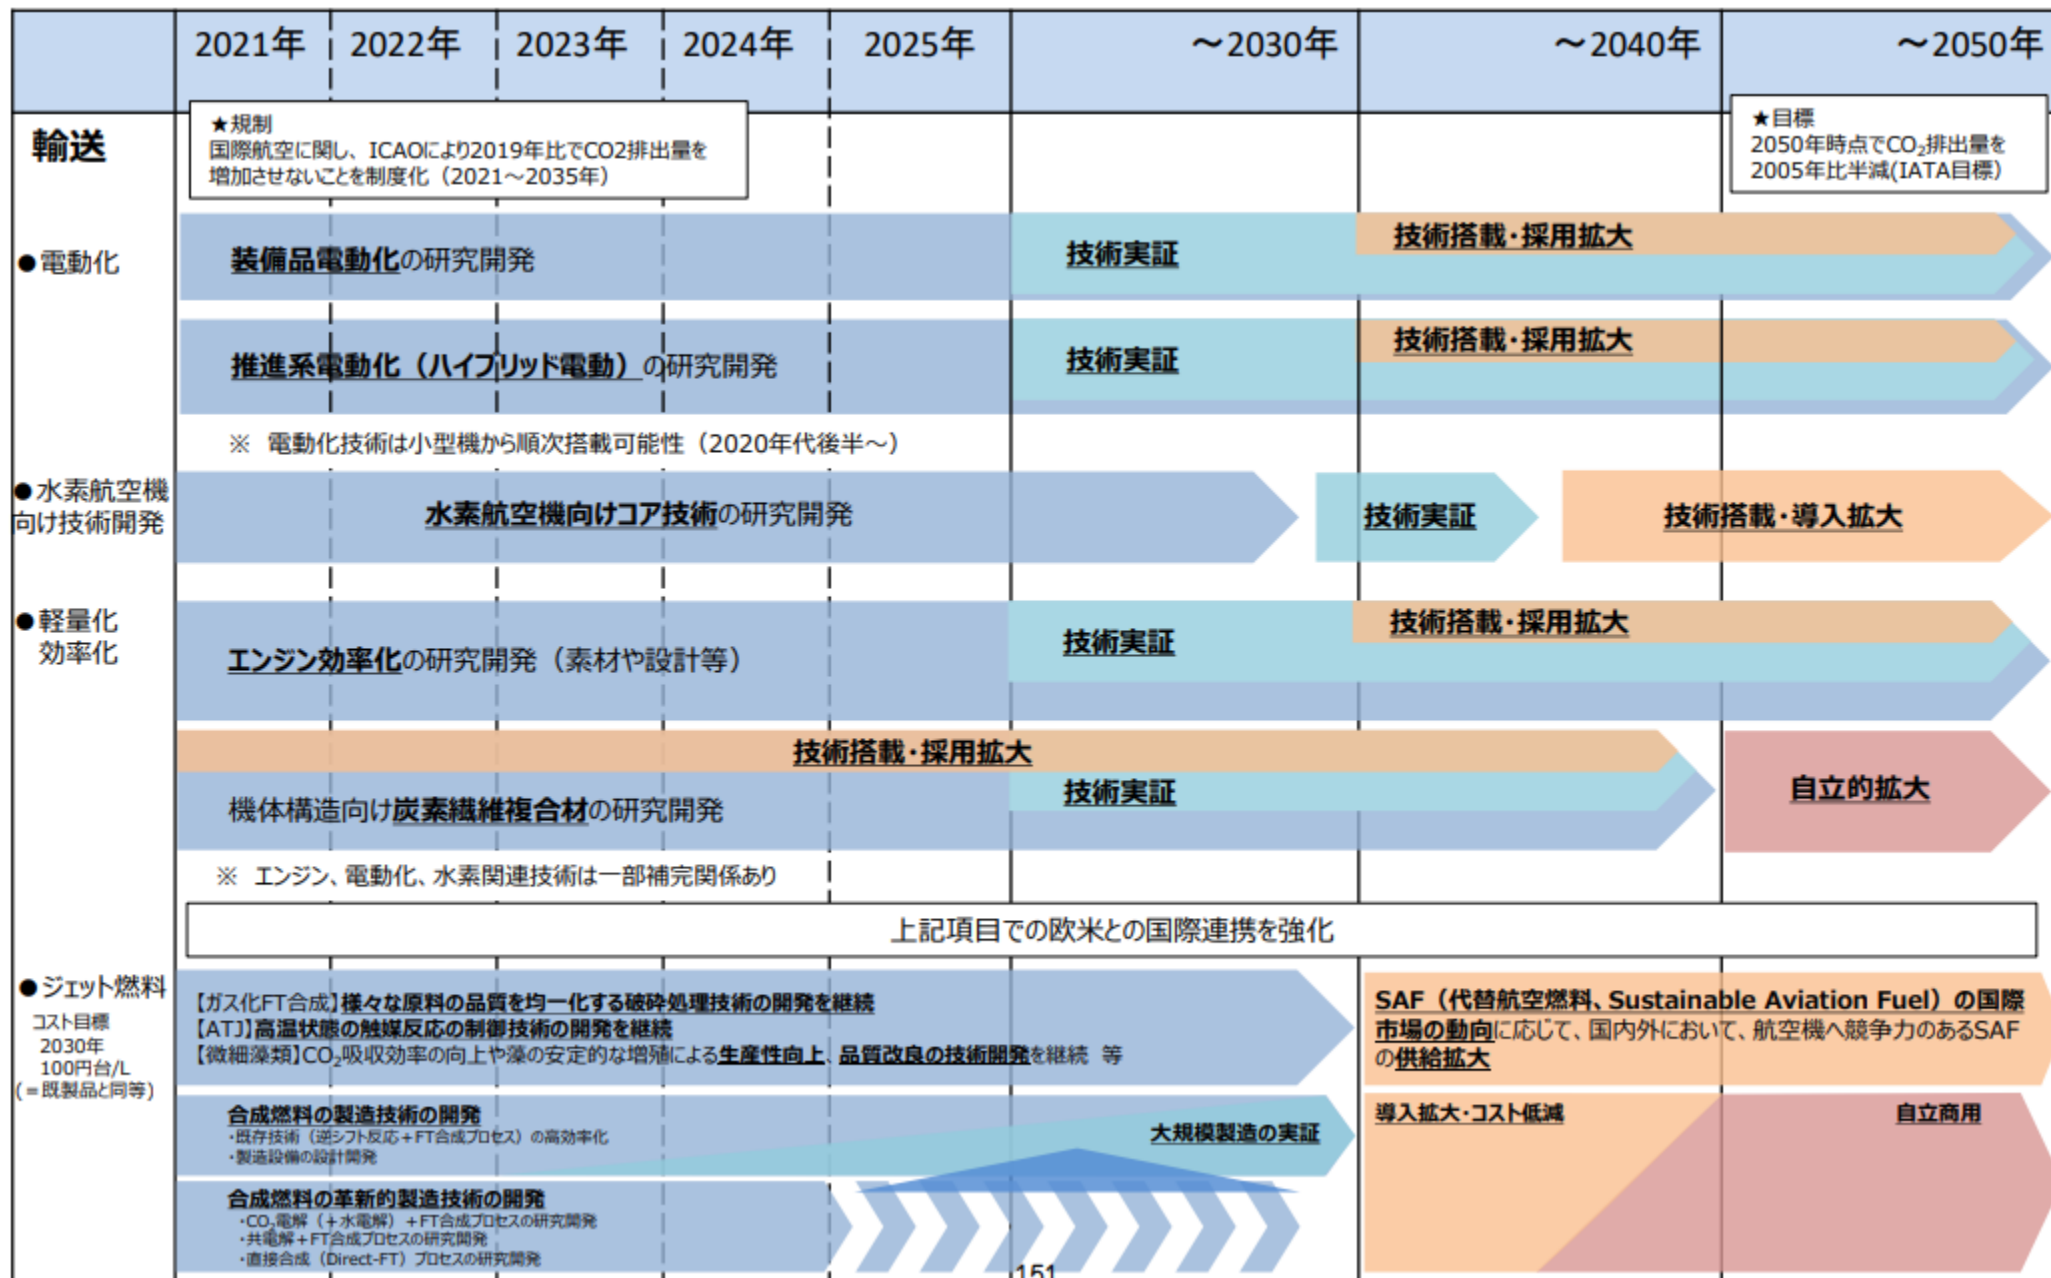 2021年 2022年 2023年 2024年 2025年 ～2030年 ～2040年 ～2050年
輸送
★規制
国際航空に関し、ICAOにより2019年比でCO2排出量を
増加させないことを制度化（2021～2035年）
★目標
2050年時点でCO₂排出量を
2005年比半減(IATA目標)
●電動化
装備品電動化の研究開発
技術実証
技術搭載・採用拡大
推進系電動化（ハイブリッド電動）の研究開発
技術実証
技術搭載・採用拡大
※ 電動化技術は小型機から順次搭載可能性（2020年代後半～）
●水素航空機
向け技術開発
水素航空機向けコア技術の研究開発
技術実証
技術搭載・導入拡大
●軽量化
効率化
エンジン効率化の研究開発（素材や設計等）
技術実証
技術搭載・採用拡大
技術搭載・採用拡大
機体構造向け炭素繊維複合材の研究開発
技術実証
自立的拡大
※ エンジン、電動化、水素関連技術は一部補完関係あり
上記項目での欧米との国際連携を強化
●ジェット燃料
コスト目標
2030年
100円台/L
(＝既製品と同等)
【ガス化FT合成】様々な原料の品質を均一化する破砕処理技術の開発を継続
【ATJ】高温状態の触媒反応の制御技術の開発を継続
【微細藻類】CO₂吸収効率の向上や藻の安定的な増殖による生産性向上、品質改良の技術開発を継続 等
SAF（代替航空燃料、Sustainable Aviation Fuel）の国際
市場の動向に応じて、国内外において、航空機へ競争力のあるSAF
の供給拡大
合成燃料の製造技術の開発
・既存技術（逆シフト反応＋FT合成プロセス）の高効率化
・製造設備の設計開発
大規模製造の実証
導入拡大・コスト低減
自立商用
合成燃料の革新的製造技術の開発
・CO₂電解（＋水電解）＋FT合成プロセスの研究開発
・共電解＋FT合成プロセスの研究開発
・直接合成（Direct-FT）プロセスの研究開発
151